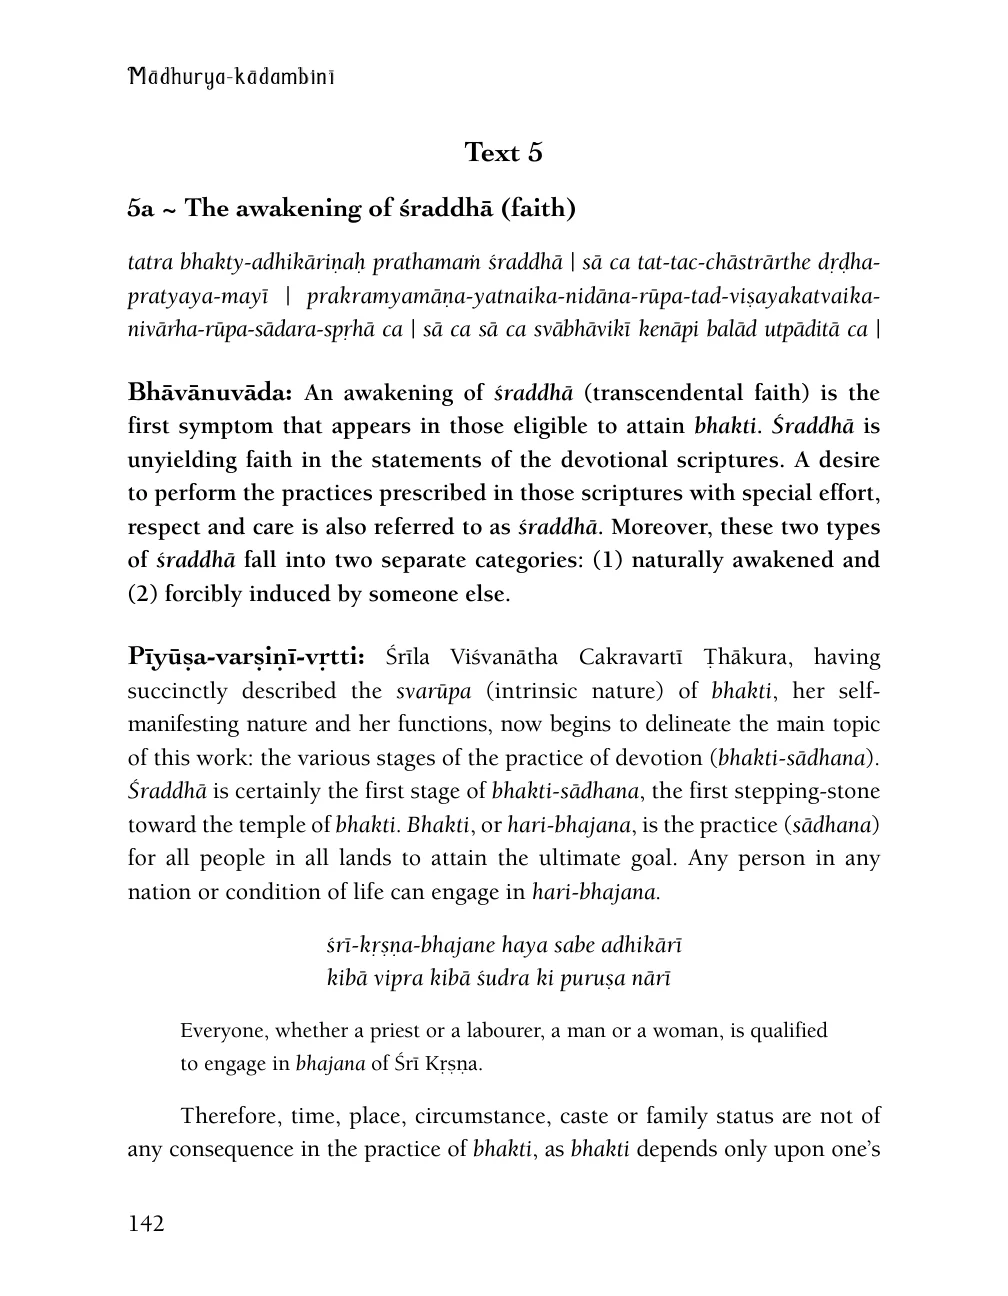 Mādhurya-kādambinī
Text 5
5a ~ The awakening of śraddhā (faith)
tatra bhakty-adhikāriṇaḥ prathamaṁ śraddhā | sā ca tat-tac-chāstrārthe dṛḍha-
pratyaya-mayī | prakramyamāṇa-yatnaika-nidāna-rūpa-tad-viṣayakatvaika-
nivārha-rūpa-sādara-spṛhā ca | sā ca sā ca svābhāvikī kenāpi balād utpāditā ca |
Bhāvānuvāda: An awakening of śraddhā (transcendental faith) is the
first symptom that appears in those eligible to attain bhakti. Śraddhā is
unyielding faith in the statements of the devotional scriptures. A desire
to perform the practices prescribed in those scriptures with special effort,
respect and care is also referred to as śraddhā. Moreover, these two types
of śraddhā fall into two separate categories: (1) naturally awakened and
(2) forcibly induced by someone else.
Pīyūṣa-varṣiṇī-vṛtti: Śrīla Viśvanātha Cakravartī Ṭhākura, having
succinctly described the svarūpa (intrinsic nature) of bhakti, her self-
manifesting nature and her functions, now begins to delineate the main topic
of this work: the various stages of the practice of devotion (bhakti-sādhana).
Śraddhā is certainly the first stage of bhakti-sādhana, the first stepping-stone
toward the temple of bhakti. Bhakti, or hari-bhajana, is the practice (sādhana)
for all people in all lands to attain the ultimate goal. Any person in any
nation or condition of life can engage in hari-bhajana.
śrī-kṛṣṇa-bhajane haya sabe adhikārī
kibā vipra kibā śudra ki puruṣa nārī
Everyone, whether a priest or a labourer, a man or a woman, is qualified
to engage in bhajana of Śrī Kṛṣṇa.
Therefore, time, place, circumstance, caste or family status are not of
any consequence in the practice of bhakti, as bhakti depends only upon one’s
142